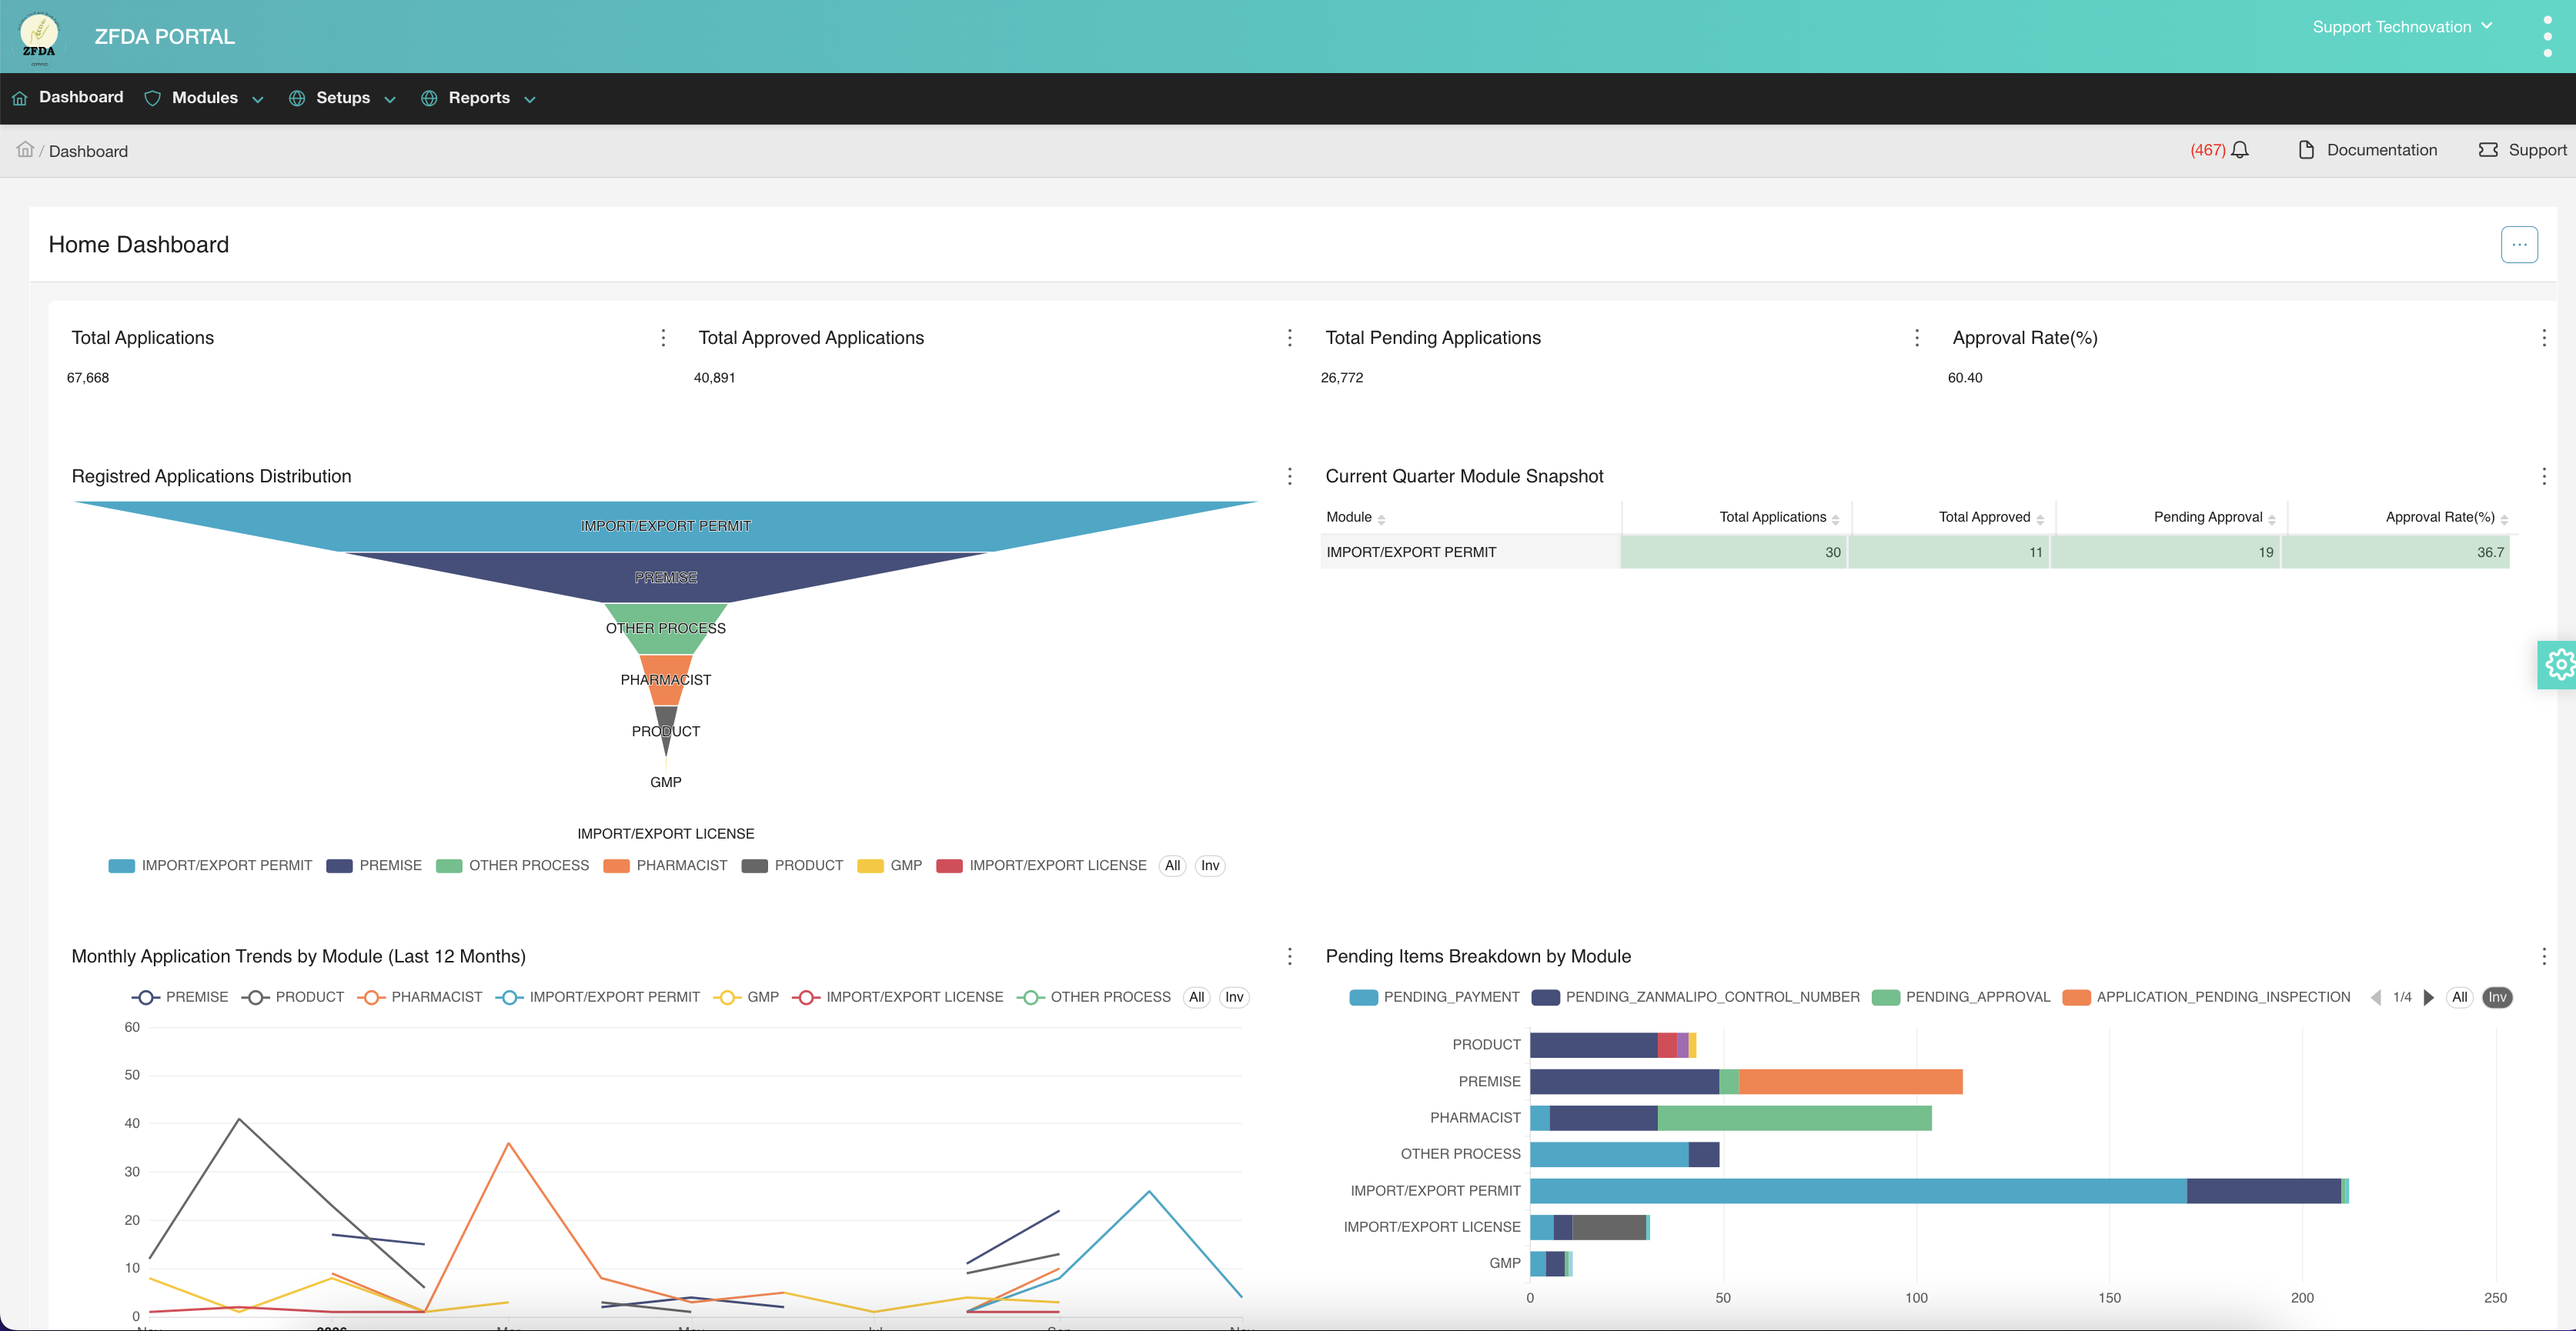 ZFDA
ZFDA PORTAL
Support Technovation
Dashboard
Modules
Setups
Reports
/ Dashboard
(467)
Documentation
Support
Home Dashboard
Total Applications
67,668
Total Approved Applications
40,891
Total Pending Applications
26,772
Approval Rate(%)
60.40
Registred Applications Distribution
IMPORT/EXPORT PERMIT
PREMISE
OTHER PROCESS
PHARMACIST
PRODUCT
GMP
IMPORT/EXPORT LICENSE
IMPORT/EXPORT PERMIT PREMISE OTHER PROCESS PHARMACIST PRODUCT GMP IMPORT/EXPORT LICENSE All Inv
Current Quarter Module Snapshot
Module Total Applications Total Approved Pending Approval Approval Rate(%)
IMPORT/EXPORT PERMIT 30 11 19 36.7
Monthly Application Trends by Module (Last 12 Months)
PREMISE PRODUCT PHARMACIST IMPORT/EXPORT PERMIT GMP IMPORT/EXPORT LICENSE OTHER PROCESS All Inv
60
50
40
30
20
10
0
Pending Items Breakdown by Module
PENDING_PAYMENT PENDING_ZANMALIPO_CONTROL_NUMBER PENDING_APPROVAL APPLICATION_PENDING_INSPECTION 1/4 All Inv
PRODUCT
PREMISE
PHARMACIST
OTHER PROCESS
IMPORT/EXPORT PERMIT
IMPORT/EXPORT LICENSE
GMP
0 50 100 150 200 250